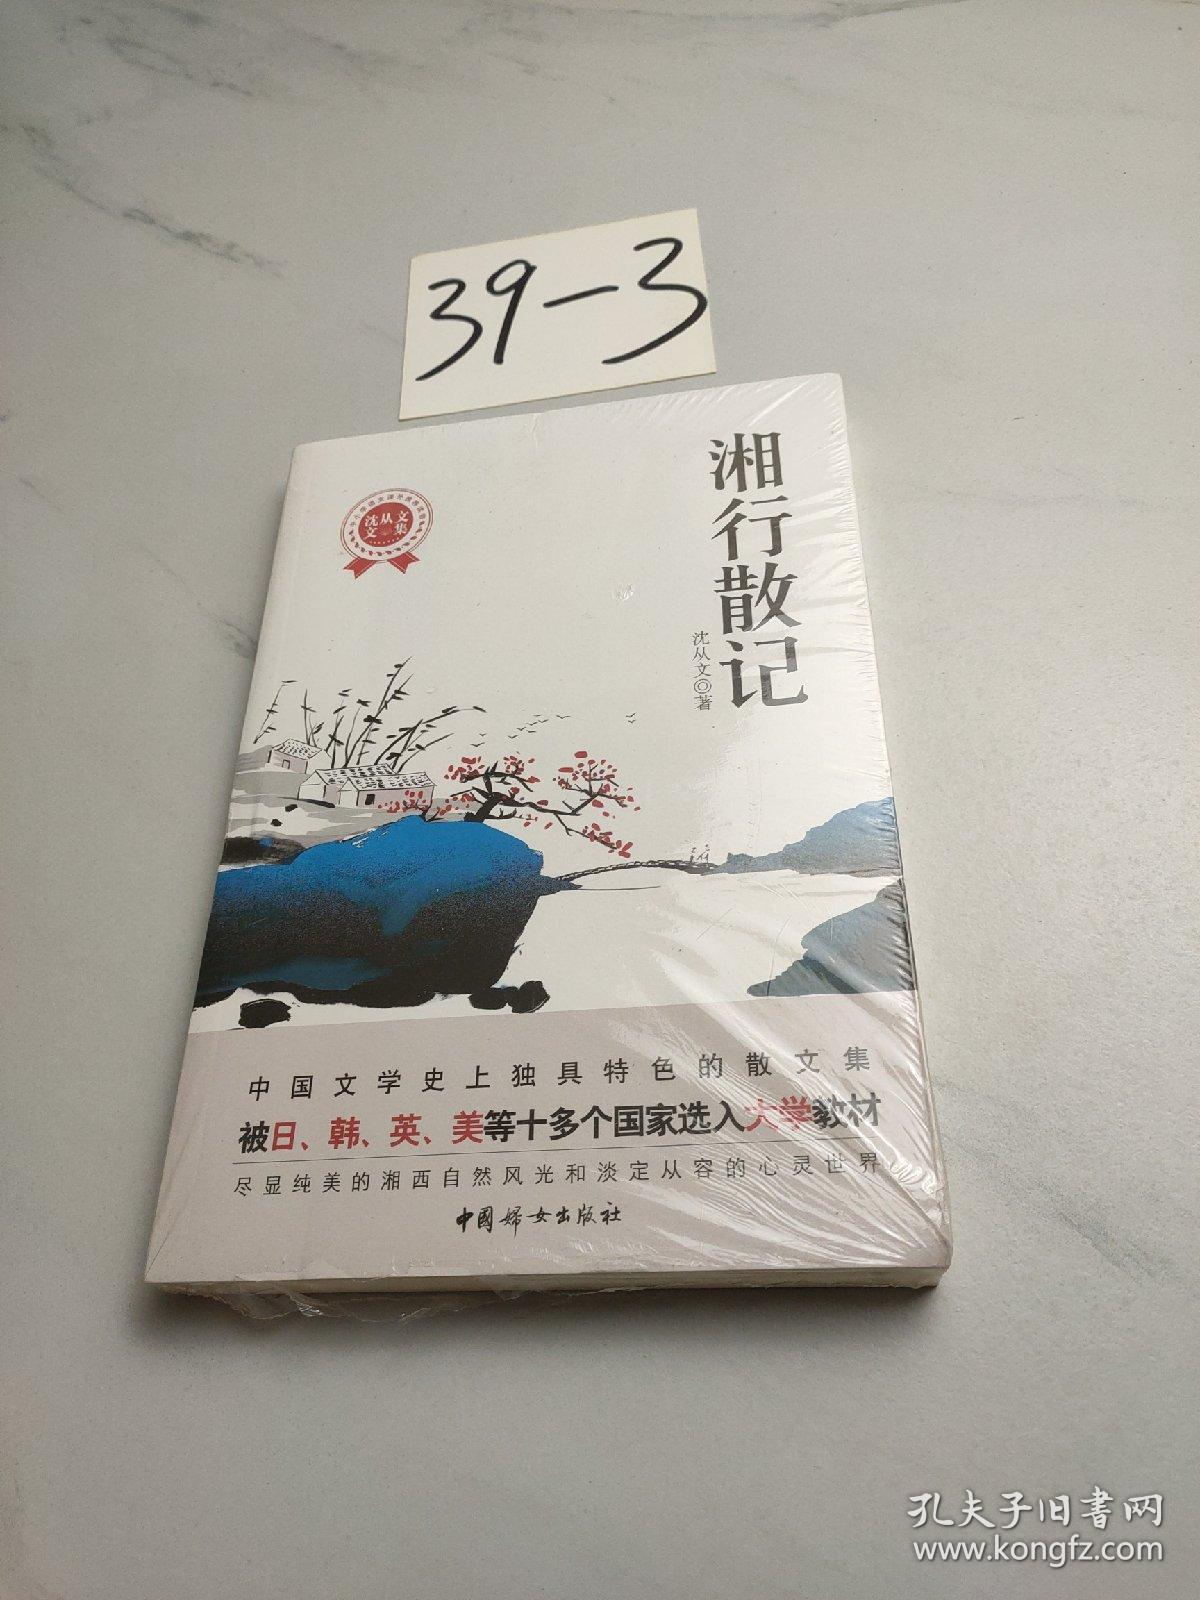 39-3
湘行散记
沈从文◎著
沈从文
文集
中国文学史上独具特色的散文集
被日、韩、英、美等十多个国家选入大学教材
尽显纯美的湘西自然风光和淡定从容的心灵世界
中国妇女出版社
孔夫子旧书网
www.kongfz.com